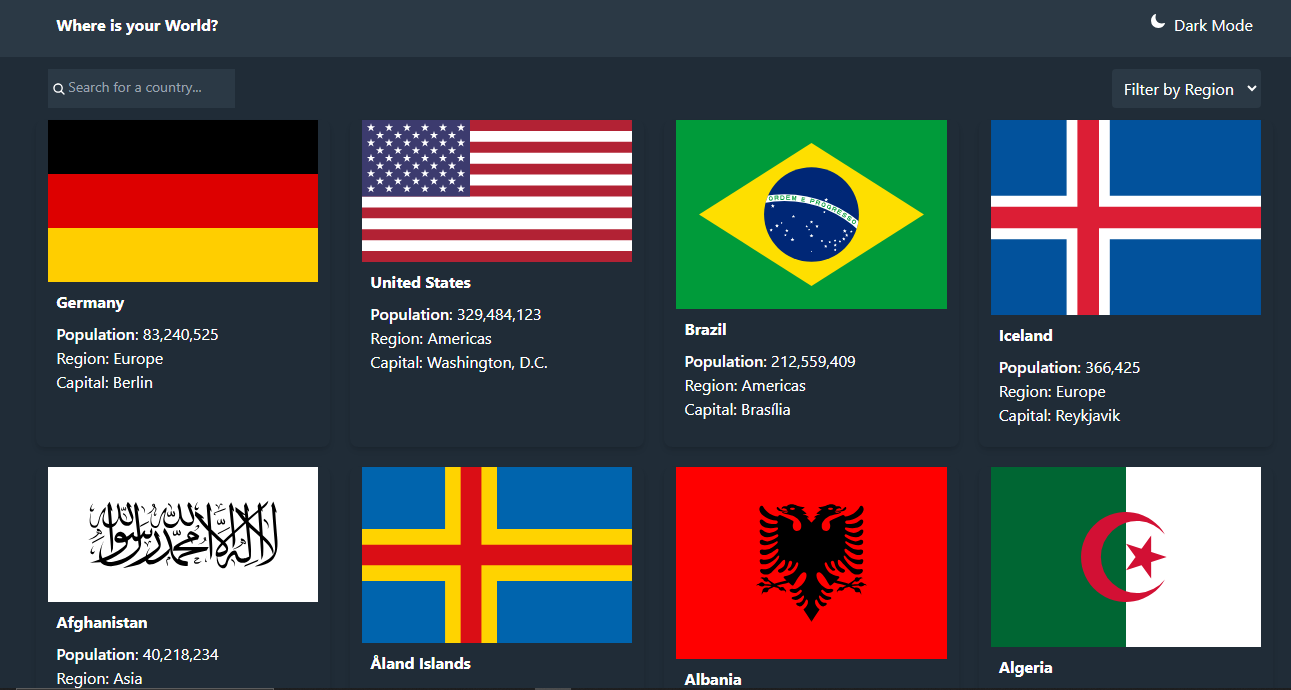 Where is your World?
Dark Mode
Search for a country...
Filter by Region
Germany
Population: 83,240,525
Region: Europe
Capital: Berlin
United States
Population: 329,484,123
Region: Americas
Capital: Washington, D.C.
ORDEM E PROGRESSO
Brazil
Population: 212,559,409
Region: Americas
Capital: Brasília
Iceland
Population: 366,425
Region: Europe
Capital: Reykjavik
لا إله إلا الله محمد رسول الله
Afghanistan
Population: 40,218,234
Region: Asia
Åland Islands
Albania
Algeria